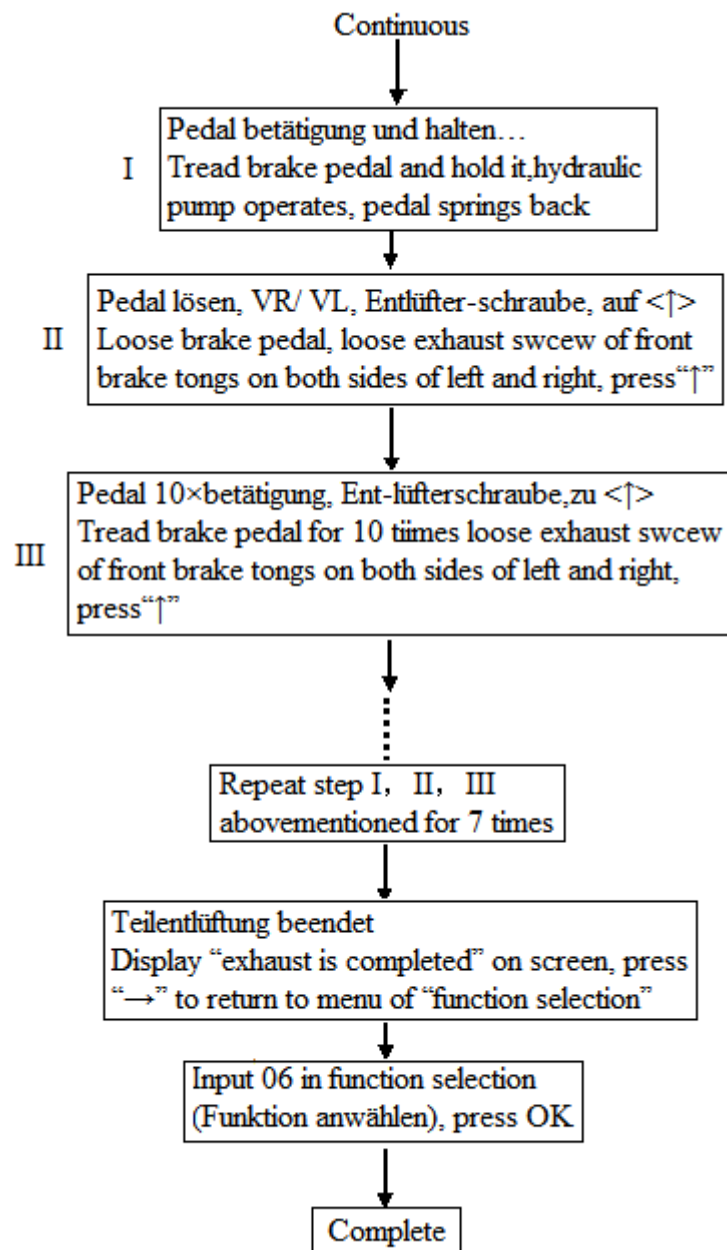 Continuous
I
Pedal betätigung und halten…
Tread brake pedal and hold it,hydraulic
pump operates, pedal springs back
II
Pedal lösen, VR/ VL, Entlüfter-schraube, auf <↑>
Loose brake pedal, loose exhaust swcew of front
brake tongs on both sides of left and right, press“↑”
III
Pedal 10×betätigung, Ent-lüfterschraube,zu <↑>
Tread brake pedal for 10 tiimes loose exhaust swcew
of front brake tongs on both sides of left and right,
press“↑”
Repeat step I，II，III
abovementioned for 7 times
Teilentlüftung beendet
Display “exhaust is completed” on screen, press
“→” to return to menu of “function selection”
Input 06 in function selection
(Funktion anwählen), press OK
Complete